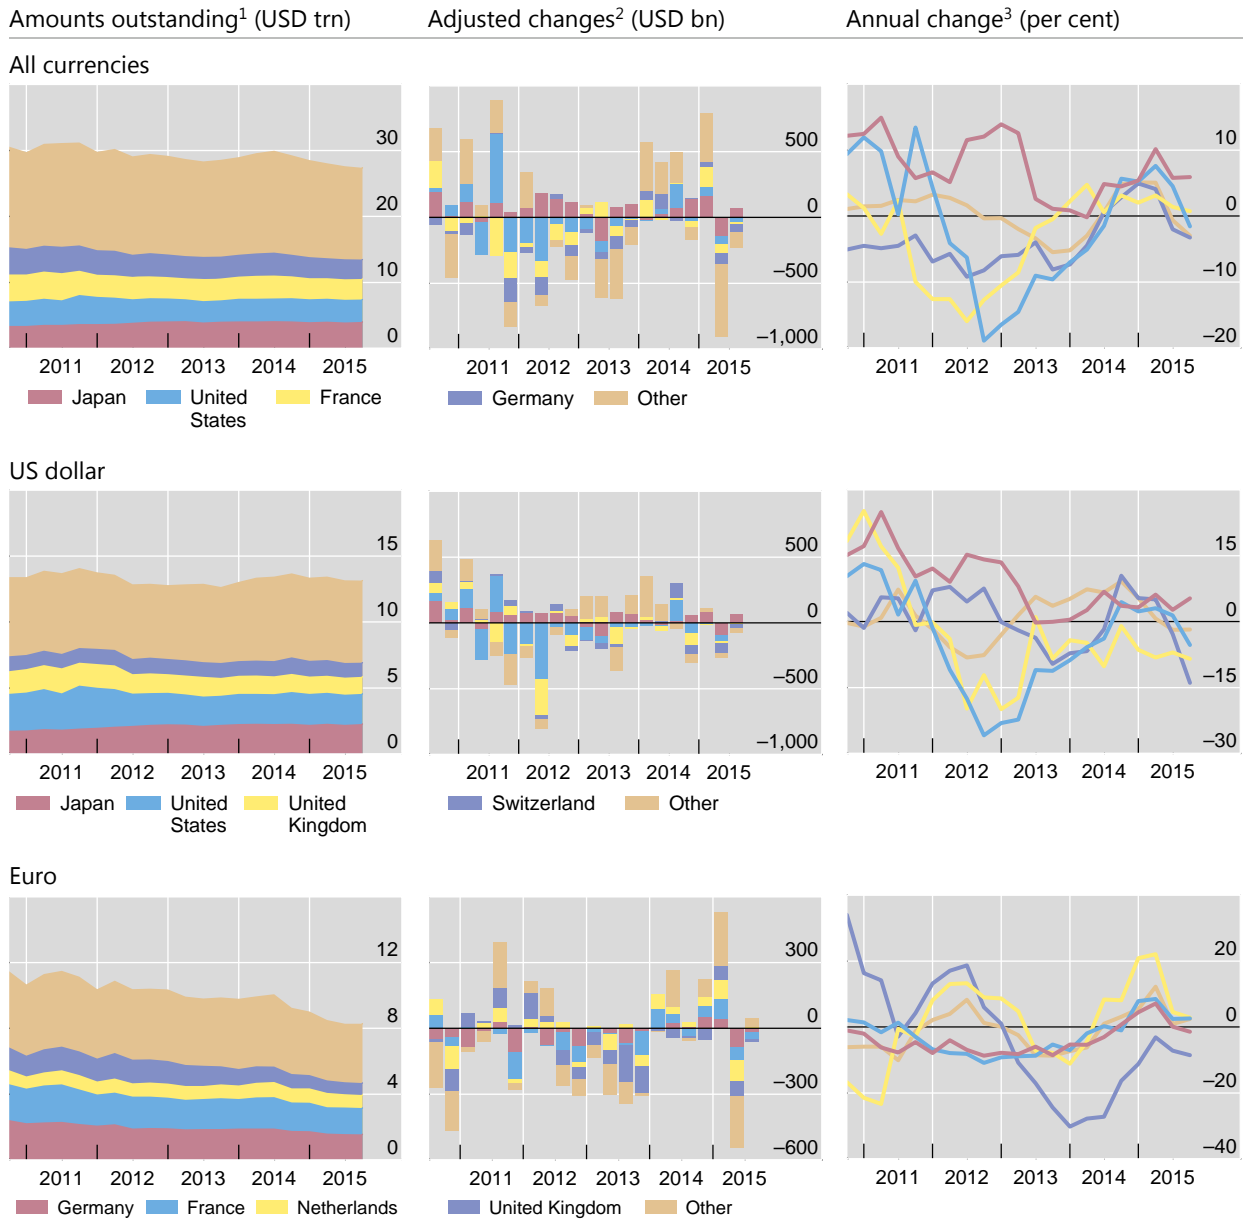 Amounts outstanding¹ (USD trn) Adjusted changes² (USD bn) Annual change³ (per cent)
All currencies
30
20
10
0
2011 2012 2013 2014 2015
500
0
–500
–1,000
2011 2012 2013 2014 2015
10
0
–10
–20
2011 2012 2013 2014 2015
Japan United States France Germany Other
US dollar
15
10
5
0
2011 2012 2013 2014 2015
500
0
–500
–1,000
2011 2012 2013 2014 2015
15
0
–15
–30
2011 2012 2013 2014 2015
Japan United States United Kingdom Switzerland Other
Euro
12
8
4
0
2011 2012 2013 2014 2015
300
0
–300
–600
2011 2012 2013 2014 2015
20
0
–20
–40
2011 2012 2013 2014 2015
Germany France Netherlands United Kingdom Other